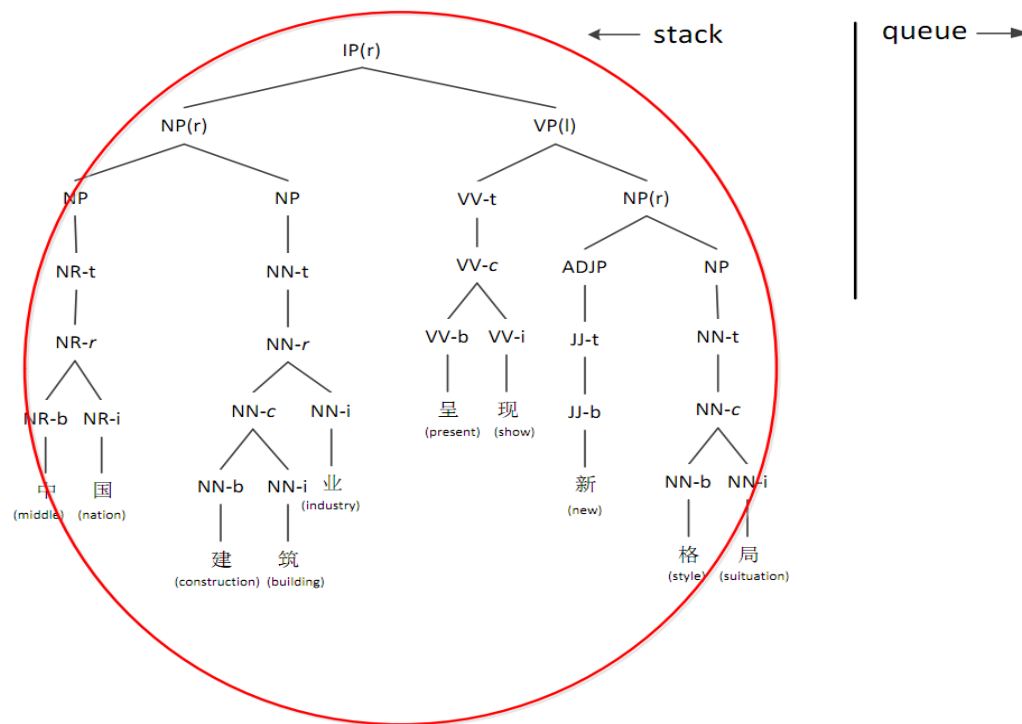 stack
queue
IP(r)
NP(r) VP(l)
NP NP VV-t NP(r)
NR-t NN-t VV-c ADJP NP
NR-r NN-r VV-b VV-i JJ-t NN-t
NR-b NR-i NN-c NN-i 呈 现 JJ-b NN-c
(present) (show)
中 国 NN-b NN-i 业 新 NN-b NN-i
(middle) (nation) (industry) (new)
建 筑 格 局
(construction) (building) (style) (suituation)